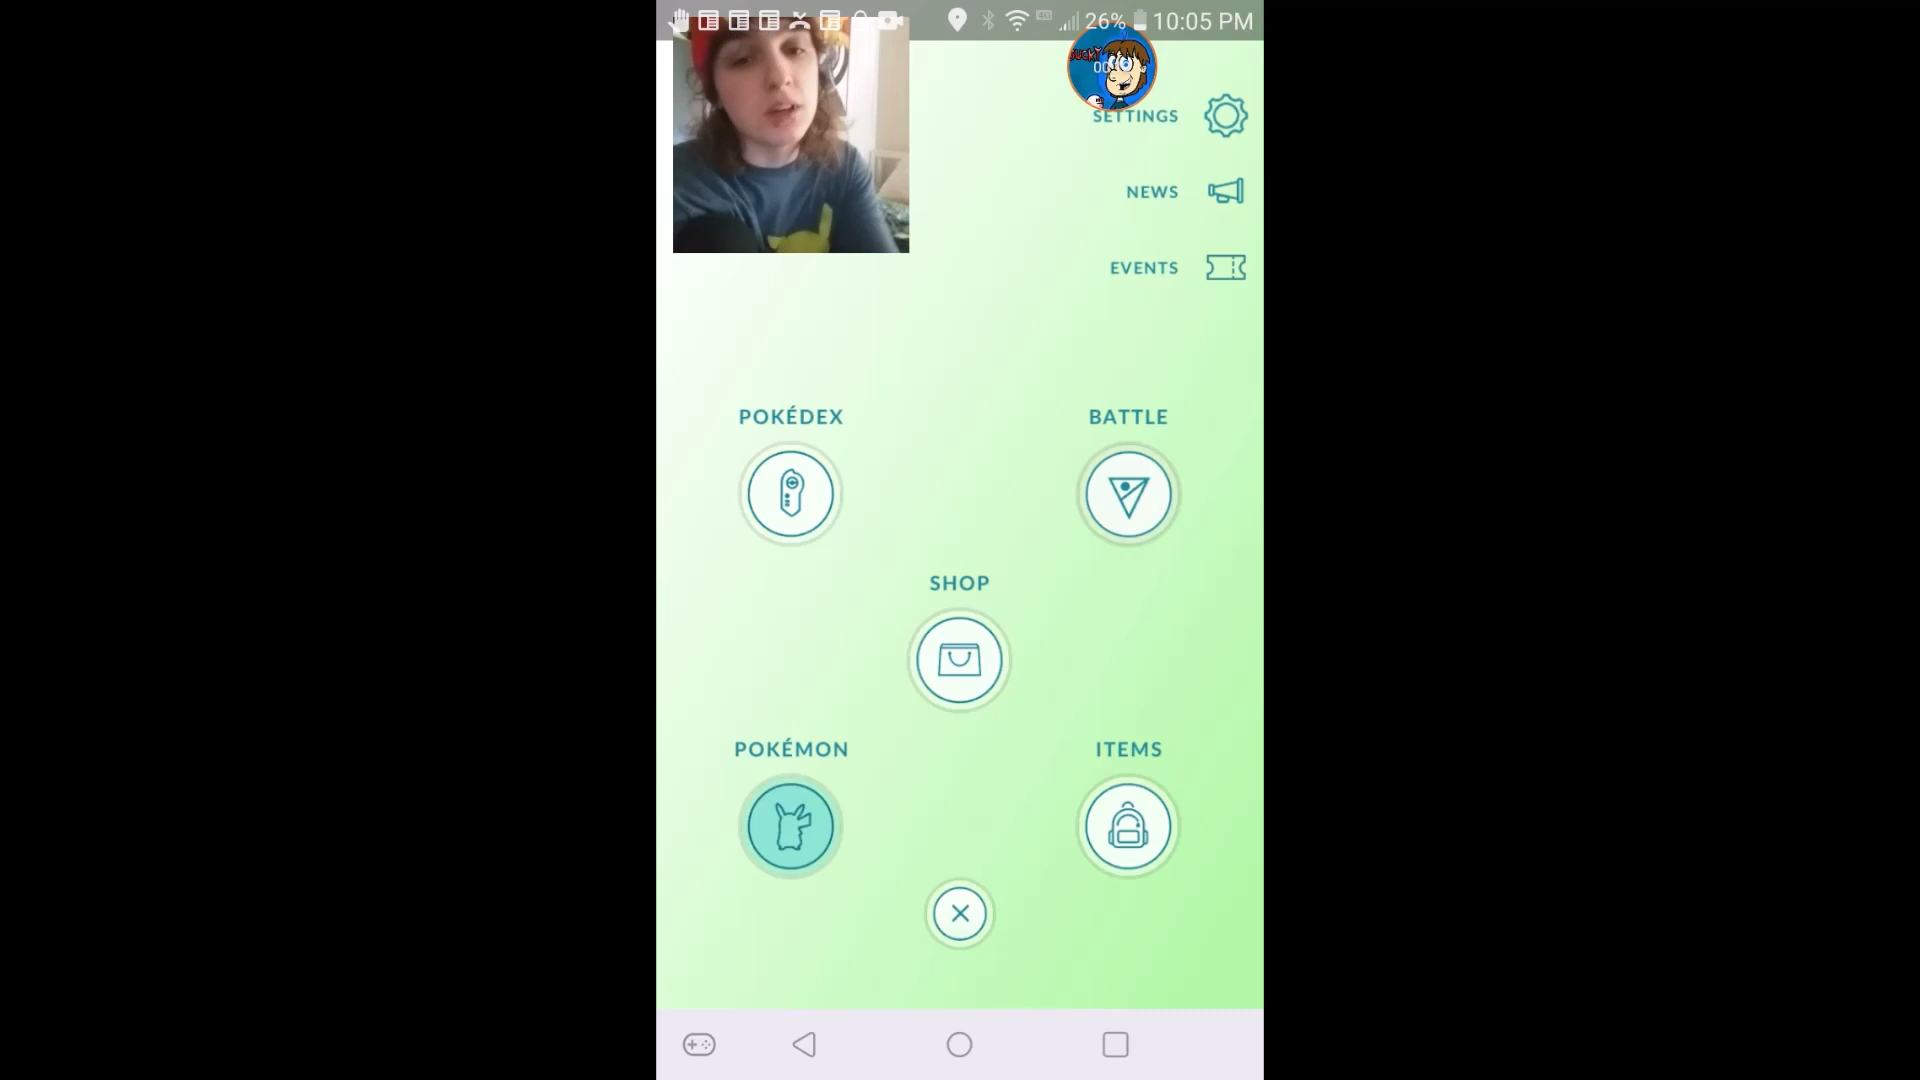 26% 10:05 PM
SETTINGS
NEWS
EVENTS
POKÉDEX
BATTLE
SHOP
POKÉMON
ITEMS